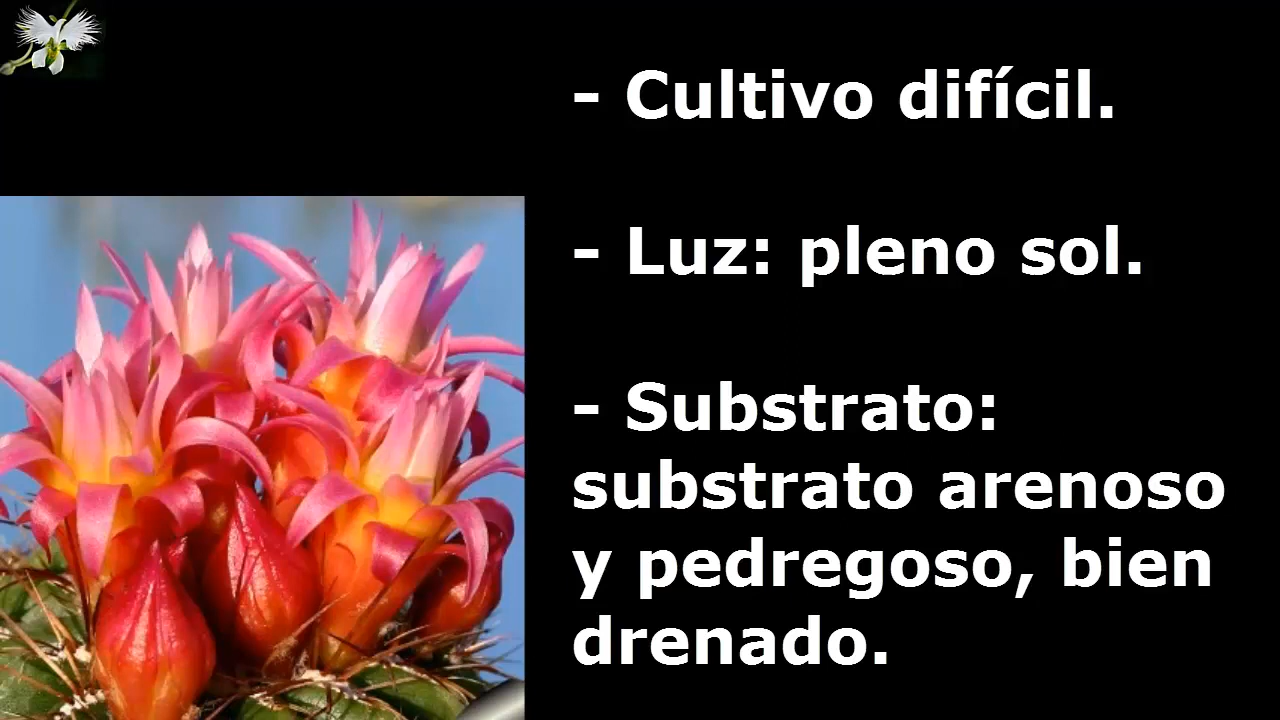 - Cultivo difícil.
- Luz: pleno sol.
- Substrato:
substrato arenoso
y pedregoso, bien
drenado.